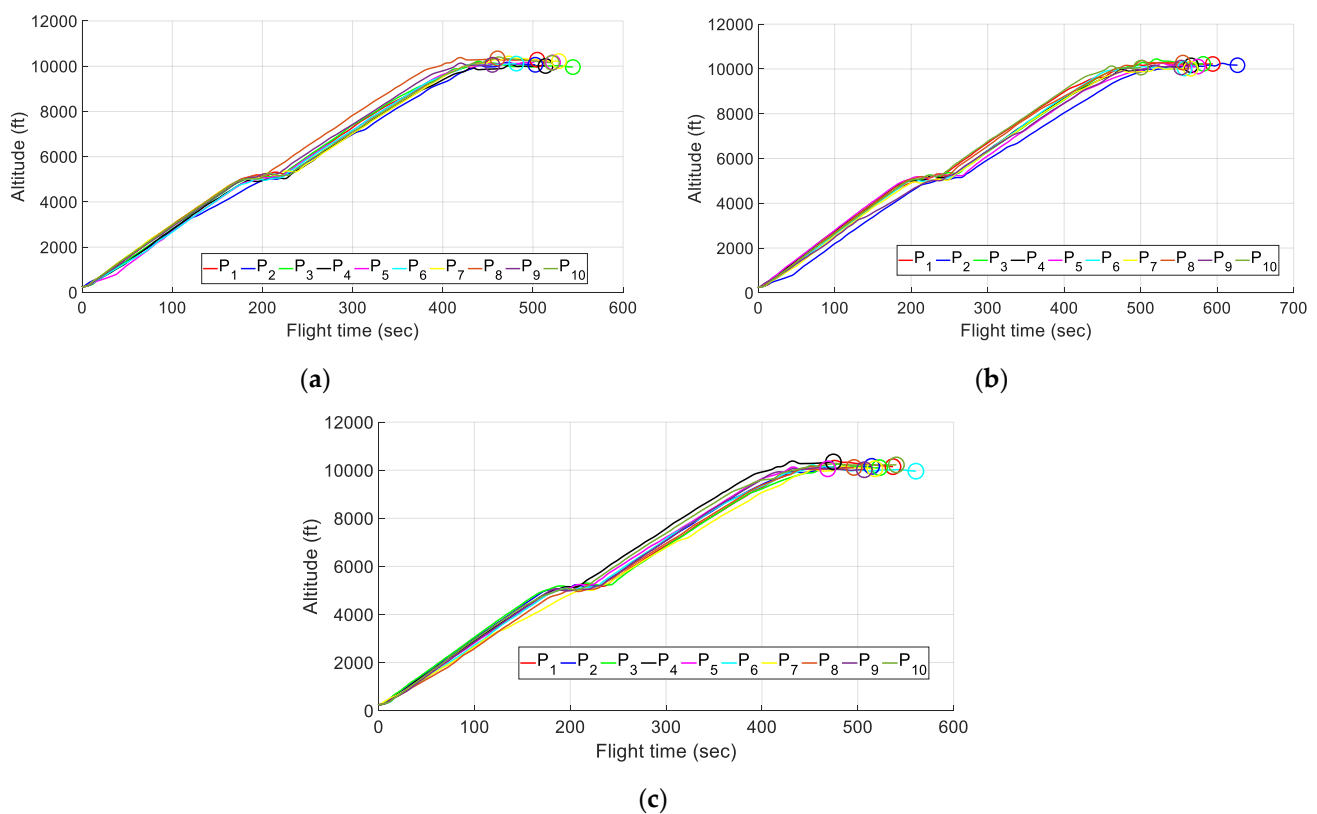 (a)
12000
10000
8000
6000
4000
2000
0
Altitude (ft)
P1 P2 P3 P4 P5 P6 P7 P8 P9 P10
0 100 200 300 400 500 600
Flight time (sec)
(b)
12000
10000
8000
6000
4000
2000
0
Altitude (ft)
P1 P2 P3 P4 P5 P6 P7 P8 P9 P10
0 100 200 300 400 500 600 700
Flight time (sec)
12000
10000
8000
6000
4000
2000
0
Altitude (ft)
P1 P2 P3 P4 P5 P6 P7 P8 P9 P10
0 100 200 300 400 500 600
Flight time (sec)
(c)